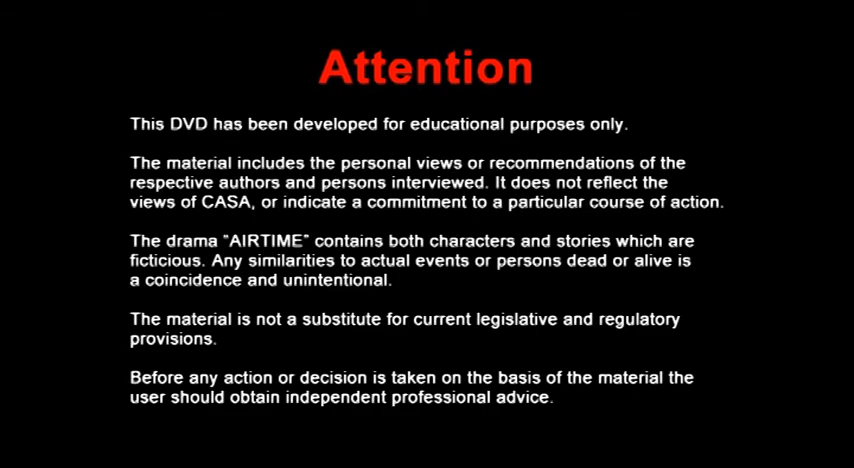 Attention
This DVD has been developed for educational purposes only.
The material includes the personal views or recommendations of the
respective authors and persons interviewed. It does not reflect the
views of CASA, or indicate a commitment to a particular course of action.
The drama "AIRTIME" contains both characters and stories which are
ficticious. Any similarities to actual events or persons dead or alive is
a coincidence and unintentional.
The material is not a substitute for current legislative and regulatory
provisions.
Before any action or decision is taken on the basis of the material the
user should obtain independent professional advice.